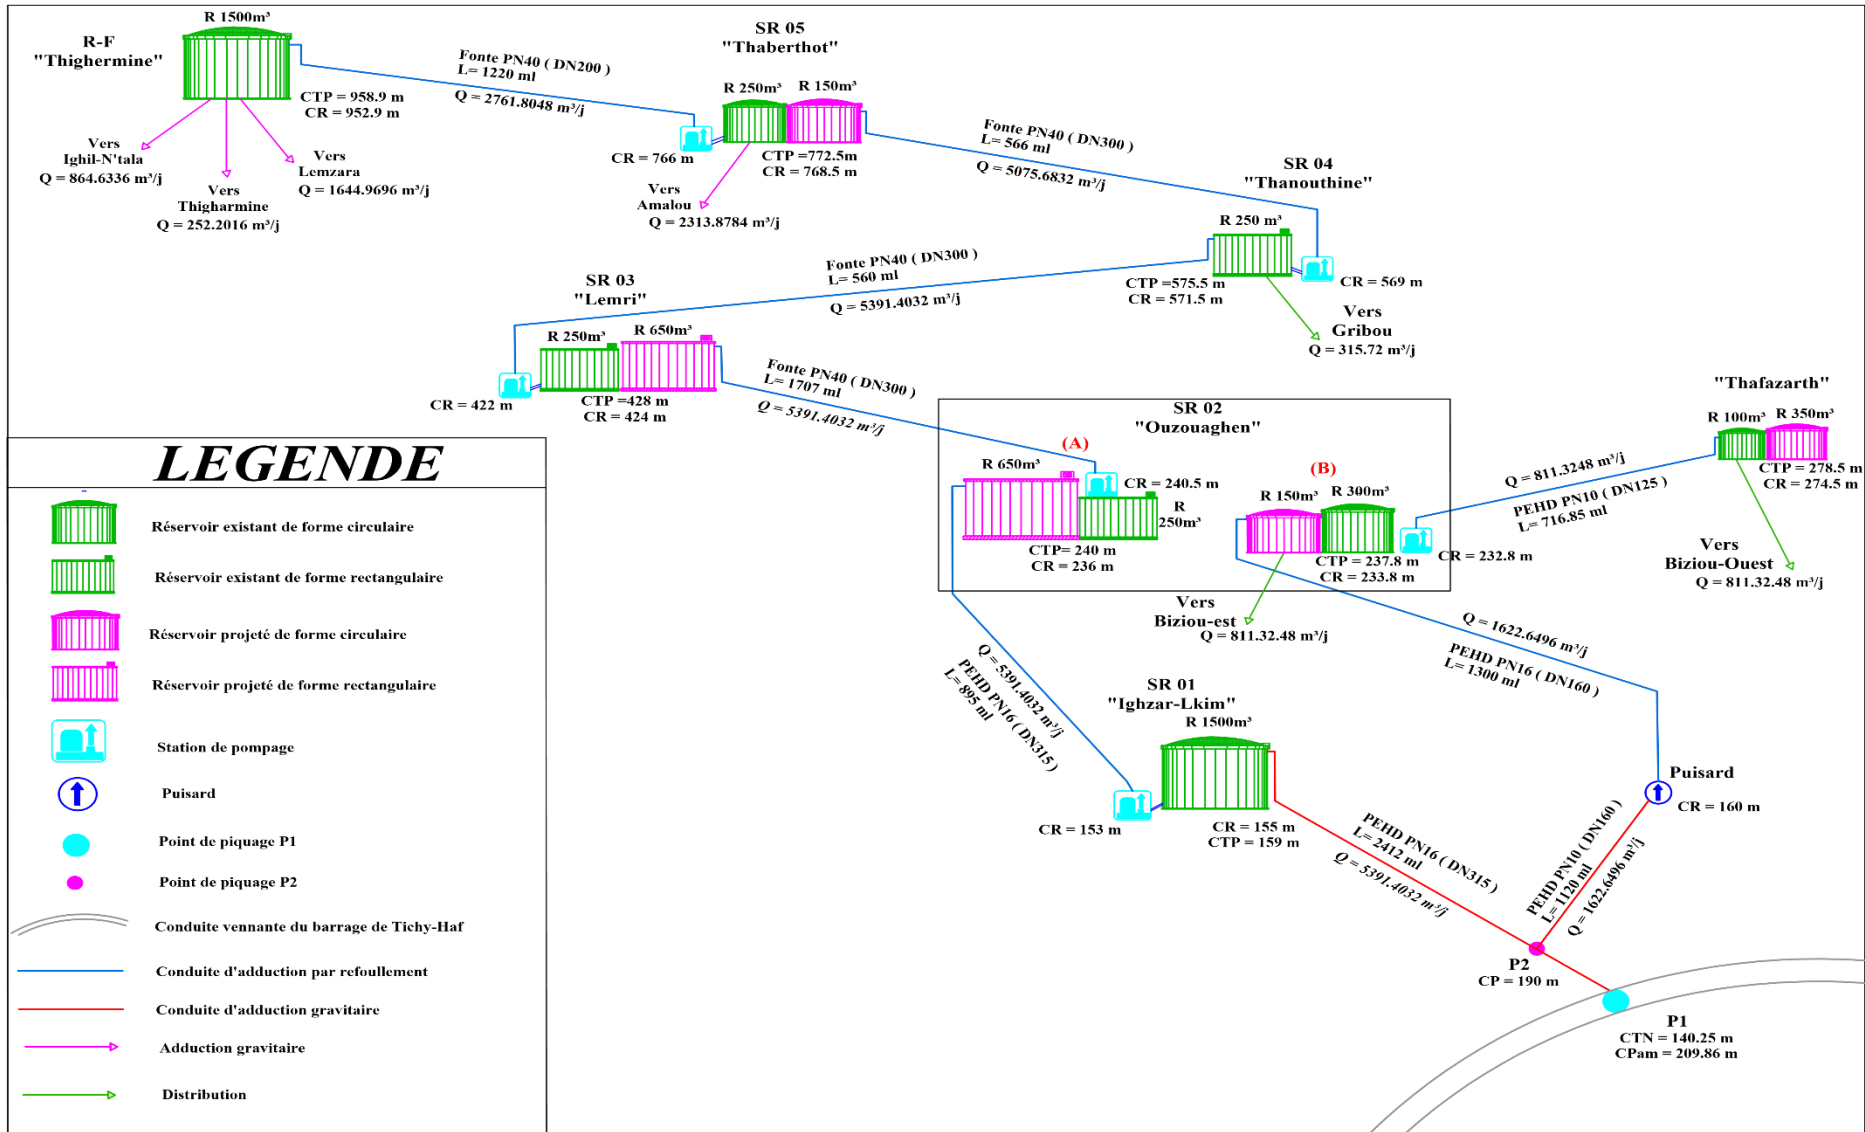 R 1500m³
R-F
"Thighermine"
CTP = 958.9 m
CR = 952.9 m
Vers
Ighil-N'tala
Q = 864.6336 m³/j
Vers
Thigharmine
Q = 252.2016 m³/j
Vers
Lemzara
Q = 1644.9696 m³/j
Fonte PN40 ( DN200 )
L= 1220 ml
Q = 2761.8048 m³/j
SR 05
"Thaberthot"
R 250m³
R 150m³
CR = 766 m
CTP =772.5m
CR = 768.5 m
Vers
Amalou
Q = 2313.8784 m³/j
Fonte PN40 ( DN300 )
L= 566 ml
Q = 5075.6832 m³/j
SR 04
"Thanouthine"
R 250 m³
CTP =575.5 m
CR = 571.5 m
CR = 569 m
Vers
Gribou
Q = 315.72 m³/j
Fonte PN40 ( DN300 )
L= 560 ml
Q = 5391.4032 m³/j
SR 03
"Lemri"
R 250m³
R 650m³
CR = 422 m
CTP =428 m
CR = 424 m
Fonte PN40 ( DN300 )
L= 1707 ml
Q = 5391.4032 m³/j
SR 02
"Ouzouaghen"
(A)
R 650m³
CR = 240.5 m
R
250m³
CTP= 240 m
CR = 236 m
(B)
R 150m³
R 300m³
CTP = 237.8 m
CR = 233.8 m
CR = 232.8 m
Vers
Biziou-est
Q = 811.32.48 m³/j
"Thafazarth"
R 100m³
R 350m³
CTP = 278.5 m
CR = 274.5 m
Q = 811.3248 m³/j
PEHD PN10 ( DN125 )
L= 716.85 ml
Vers
Biziou-Ouest
Q = 811.32.48 m³/j
Q = 1622.6496 m³/j
PEHD PN16 ( DN160 )
L= 1300 ml
Q = 5391.4032 m³/j
PEHD PN16 ( DN315 )
L= 895 ml
SR 01
"Ighzar-Lkim"
R 1500m³
CR = 153 m
CR = 155 m
CTP = 159 m
PEHD PN16 ( DN315 )
L= 2412 ml
Q = 5391.4032 m³/j
Puisard
CR = 160 m
PEHD PN10 ( DN160 )
L= 1120 ml
Q = 1622.6496 m³/j
P2
CP = 190 m
P1
CTN = 140.25 m
CPam = 209.86 m
LEGENDE
Réservoir existant de forme circulaire
Réservoir existant de forme rectangulaire
Réservoir projeté de forme circulaire
Réservoir projeté de forme rectangulaire
Station de pompage
Puisard
Point de piquage P1
Point de piquage P2
Conduite vennante du barrage de Tichy-Haf
Conduite d'adduction par refoullement
Conduite d'adduction gravitaire
Adduction gravitaire
Distribution